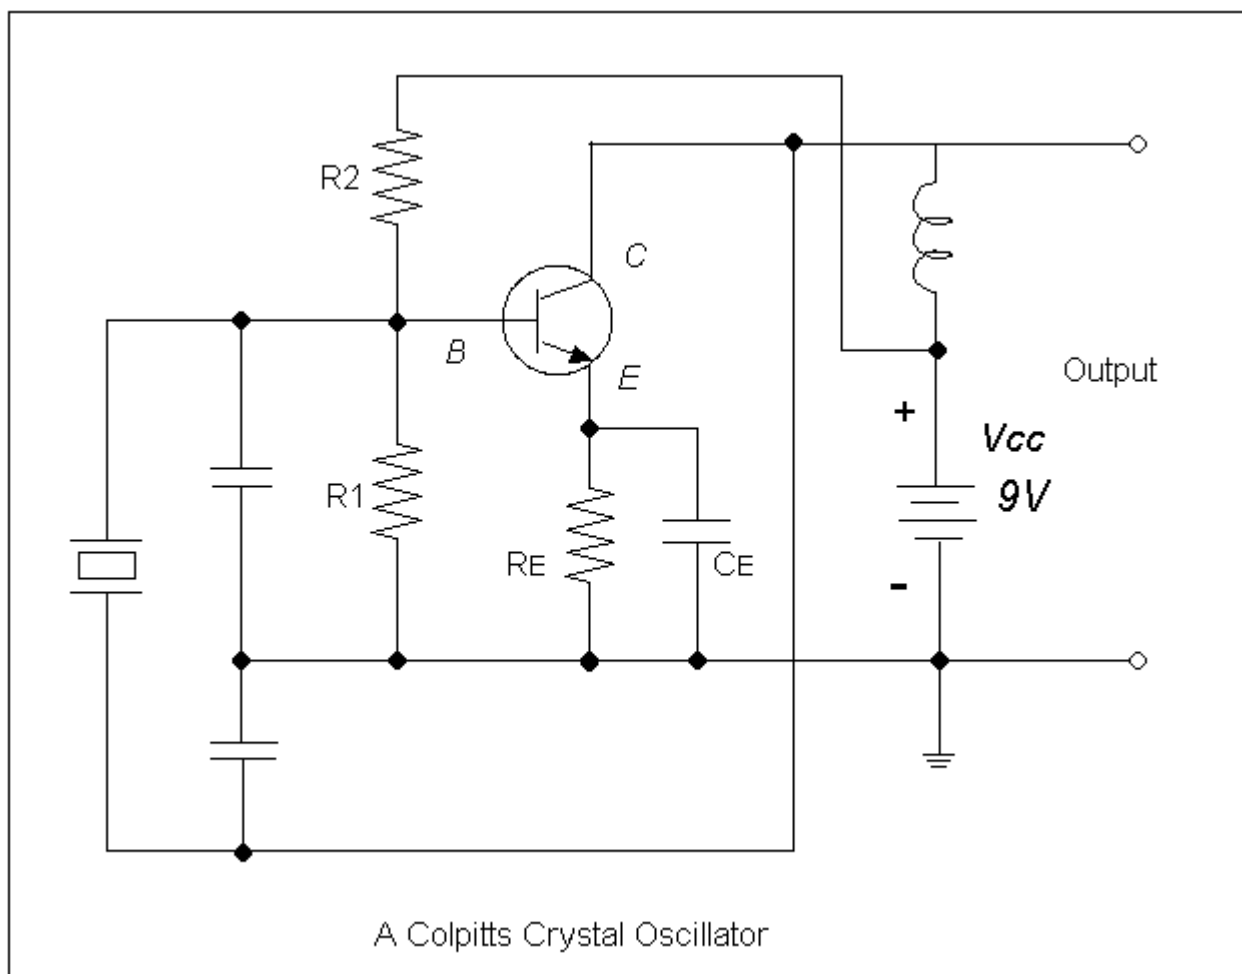 R2
C
B
E
Output
+
Vcc
9V
R1
RE
CE
-
A Colpitts Crystal Oscillator